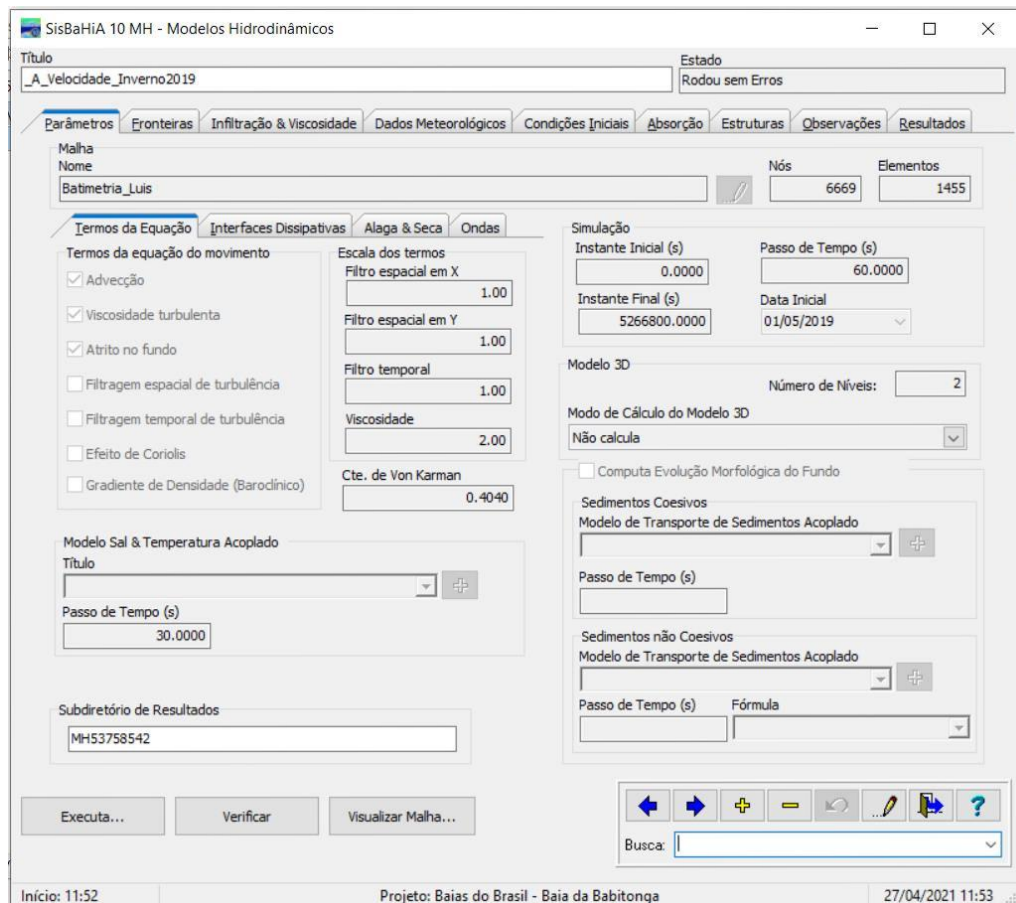 SisBaHiA 10 MH - Modelos Hidrodinâmicos
Título
Estado
_A_Velocidade_Inverno2019
Rodou sem Erros
Parâmetros Fronteiras Infiltração & Viscosidade Dados Meteorológicos Condições Iniciais Absorção Estruturas Observações Resultados
Malha
Nome
Nós
Elementos
Batimetria_Luis
6669
1455
Termos da Equação Interfaces Dissipativas Alaga & Seca Ondas
Termos da equação do movimento
Advecção
Viscosidade turbulenta
Atrito no fundo
Filtragem espacial de turbulência
Filtragem temporal de turbulência
Efeito de Coriolis
Gradiente de Densidade (Baroclínico)
Escala dos termos
Filtro espacial em X
1.00
Filtro espacial em Y
1.00
Filtro temporal
1.00
Viscosidade
2.00
Cte. de Von Karman
0.4040
Simulação
Instante Inicial (s)
Passo de Tempo (s)
0.0000
60.0000
Instante Final (s)
Data Inicial
5266800.0000
01/05/2019
Modelo 3D
Número de Níveis:
2
Modo de Cálculo do Modelo 3D
Não calcula
Computa Evolução Morfológica do Fundo
Sedimentos Coesivos
Modelo de Transporte de Sedimentos Acoplado
Passo de Tempo (s)
Sedimentos não Coesivos
Modelo de Transporte de Sedimentos Acoplado
Passo de Tempo (s)
Fórmula
Modelo Sal & Temperatura Acoplado
Título
Passo de Tempo (s)
30.0000
Subdiretório de Resultados
MH53758542
Executa...
Verificar
Visualizar Malha...
Busca:
Início: 11:52
Projeto: Baias do Brasil - Baia da Babitonga
27/04/2021 11:53